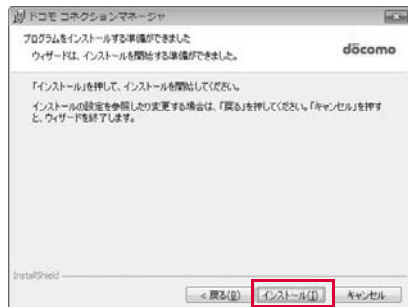 ドコモ コネクションマネージャ
プログラムをインストールする準備ができました
ウィザードは、インストールを開始する準備ができました。
döcomo
「インストール」を押して、インストールを開始してください。
インストールの設定を参照したり変更する場合は、「戻る」を押してください。「キャンセル」を押す
と、ウィザードを終了します。
InstallShield
< 戻る(B) インストール(I) キャンセル